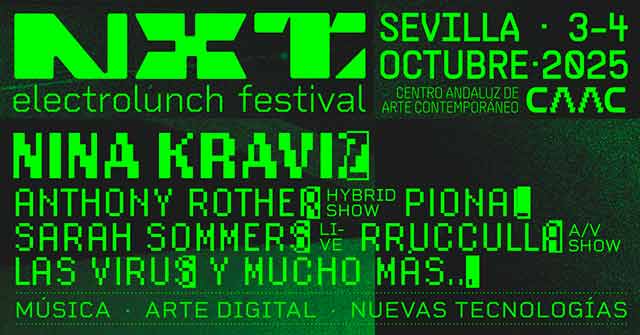 NXT.
electrolunch festival
SEVILLA · 3-4
OCTUBRE·2025
CENTRO ANDALUZ DE
ARTE CONTEMPORÁNEO CAAC
NINA KRAVIZ
ANTHONY ROTHER HYBRID SHOW PIONAL
SARAH SOMMERS LI-VE RRUCCULLA A/V SHOW
LAS VIRUS Y MUCHO MÁS...
MÚSICA · ARTE DIGITAL · NUEVAS TECNOLOGÍAS